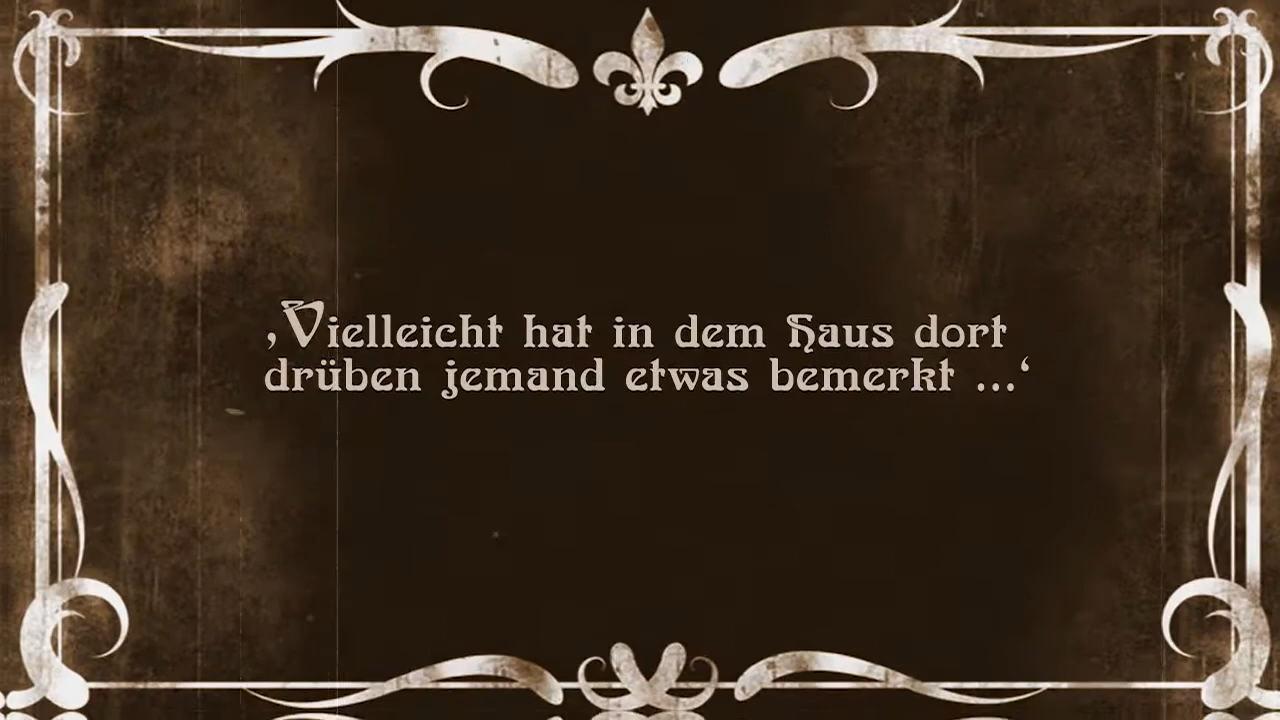 ‚Vielleicht hat in dem Haus dort
drüben jemand etwas bemerkt ...‘